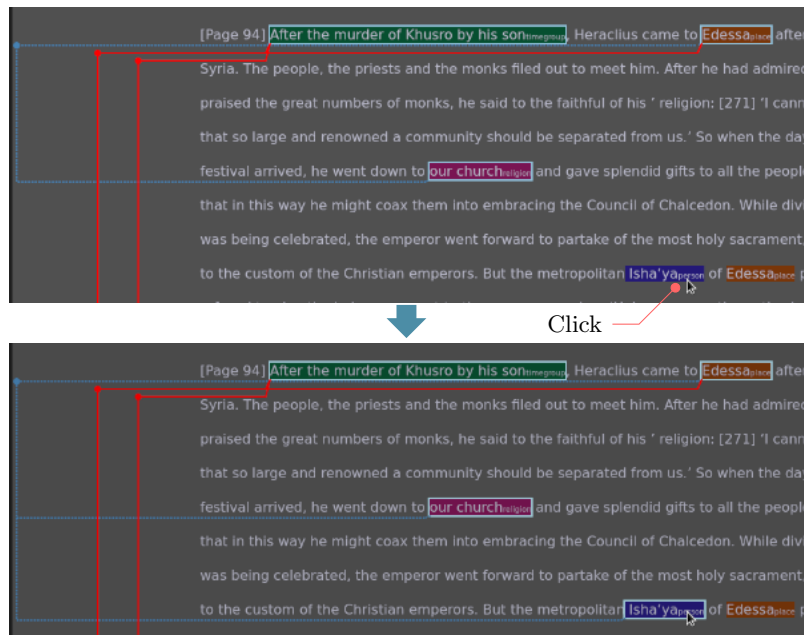 [Page 94] After the murder of Khusro by his son timegroup, Heraclius came to Edessa place after
Syria. The people, the priests and the monks filed out to meet him. After he had admired
praised the great numbers of monks, he said to the faithful of his ‘ religion: [271] ‘I cann
that so large and renowned a community should be separated from us.’ So when the da
festival arrived, he went down to our church religion and gave splendid gifts to all the peopl
that in this way he might coax them into embracing the Council of Chalcedon. While divi
was being celebrated, the emperor went forward to partake of the most holy sacrament,
to the custom of the Christian emperors. But the metropolitan Isha'ya person of Edessa place p
Click
[Page 94] After the murder of Khusro by his son timegroup, Heraclius came to Edessa place after
Syria. The people, the priests and the monks filed out to meet him. After he had admired
praised the great numbers of monks, he said to the faithful of his ‘ religion: [271] ‘I cann
that so large and renowned a community should be separated from us.’ So when the da
festival arrived, he went down to our church religion and gave splendid gifts to all the peopl
that in this way he might coax them into embracing the Council of Chalcedon. While divi
was being celebrated, the emperor went forward to partake of the most holy sacrament,
to the custom of the Christian emperors. But the metropolitan Isha'ya person of Edessa place p